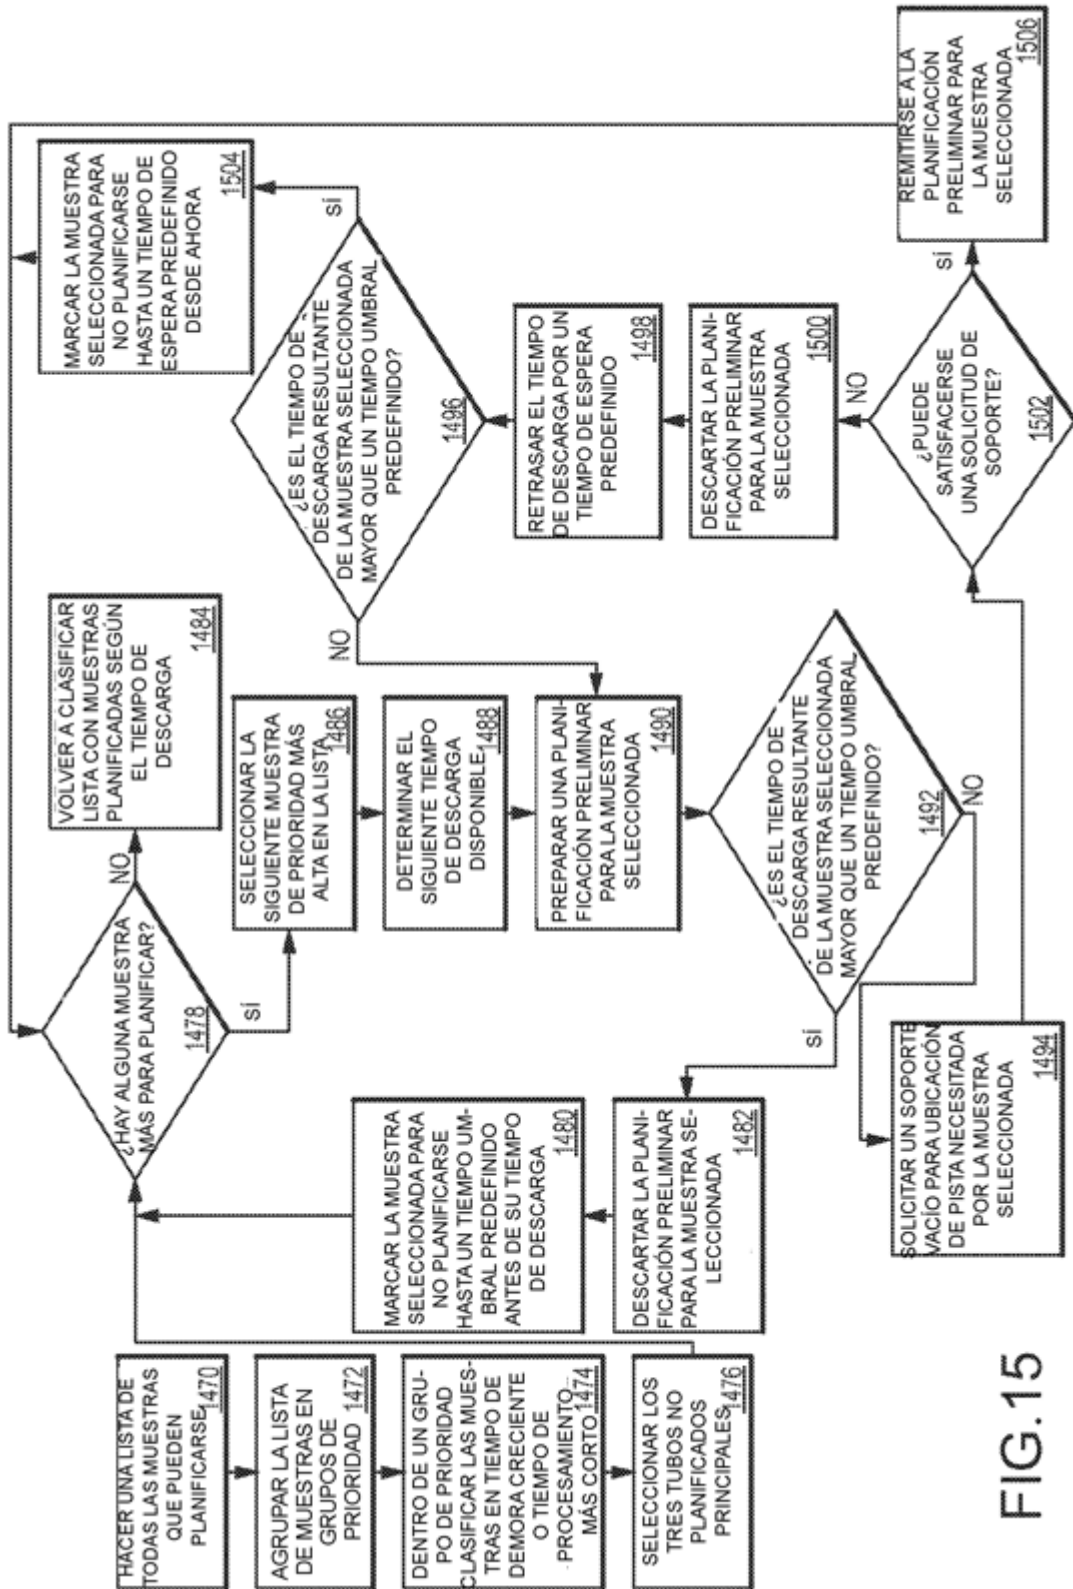 HACER UNA LISTA DE
TODAS LAS MUESTRAS
QUE PUEDEN
PLANIFICARSE
1470
AGRUPAR LA LISTA
DE MUESTRAS EN
GRUPOS DE
PRIORIDAD
1472
DENTRO DE UN GRU-
PO DE PRIORIDAD
CLASIFICAR LAS MUES-
TRAS EN TIEMPO DE
DEMORA CRECIENTE
O TIEMPO DE
PROCESAMIENTO
MÁS CORTO
1474
SELECCIONAR LOS
TRES TUBOS NO
PLANIFICADOS
PRINCIPALES
1476
¿HAY ALGUNA MUESTRA
MÁS PARA PLANIFICAR?
1478
NO
SÍ
MARCAR LA MUESTRA
SELECCIONADA PARA
NO PLANIFICARSE
HASTA UN TIEMPO UM-
BRAL PREDEFINIDO
ANTES DE SU TIEMPO
DE DESCARGA
1480
DESCARTAR LA PLANI-
FICACIÓN PRELIMINAR
PARA LA MUESTRA SE-
LECCIONADA
1482
VOLVER A CLASIFICAR
LISTA CON MUESTRAS
PLANIFICADAS SEGÚN
EL TIEMPO DE
DESCARGA
1484
SELECCIONAR LA
SIGUIENTE MUESTRA
DE PRIORIDAD MÁS
ALTA EN LA LISTA
1486
DETERMINAR EL
SIGUIENTE TIEMPO
DE DESCARGA
DISPONIBLE
1488
PREPARAR UNA PLANI-
FICACIÓN PRELIMINAR
PARA LA MUESTRA
SELECCIONADA
1490
¿ES EL TIEMPO DE
DESCARGA RESULTANTE
DE LA MUESTRA SELECCIONADA
MAYOR QUE UN TIEMPO UMBRAL
PREDEFINIDO?
1492
SÍ
NO
SOLICITAR UN SOPORTE
VACÍO PARA UBICACIÓN
DE PISTA NECESITADA
POR LA MUESTRA
SELECCIONADA
1494
¿ES EL TIEMPO DE
DESCARGA RESULTANTE
DE LA MUESTRA SELECCIONADA
MAYOR QUE UN TIEMPO UMBRAL
PREDEFINIDO?
1496
NO
SÍ
RETRASAR EL TIEMPO
DE DESCARGA POR UN
TIEMPO DE ESPERA
PREDEFINIDO
1498
DESCARTAR LA PLANI-
FICACIÓN PRELIMINAR
PARA LA MUESTRA
SELECCIONADA
1500
¿PUEDE
SATISFACERSE
UNA SOLICITUD DE
SOPORTE?
1502
NO
SÍ
MARCAR LA MUESTRA
SELECCIONADA PARA
NO PLANIFICARSE
HASTA UN TIEMPO DE
ESPERA PREDEFINIDO
DESDE AHORA
1504
REMITIRSE A LA
PLANIFICACIÓN
PRELIMINAR PARA
LA MUESTRA
SELECCIONADA
1506
FIG.15